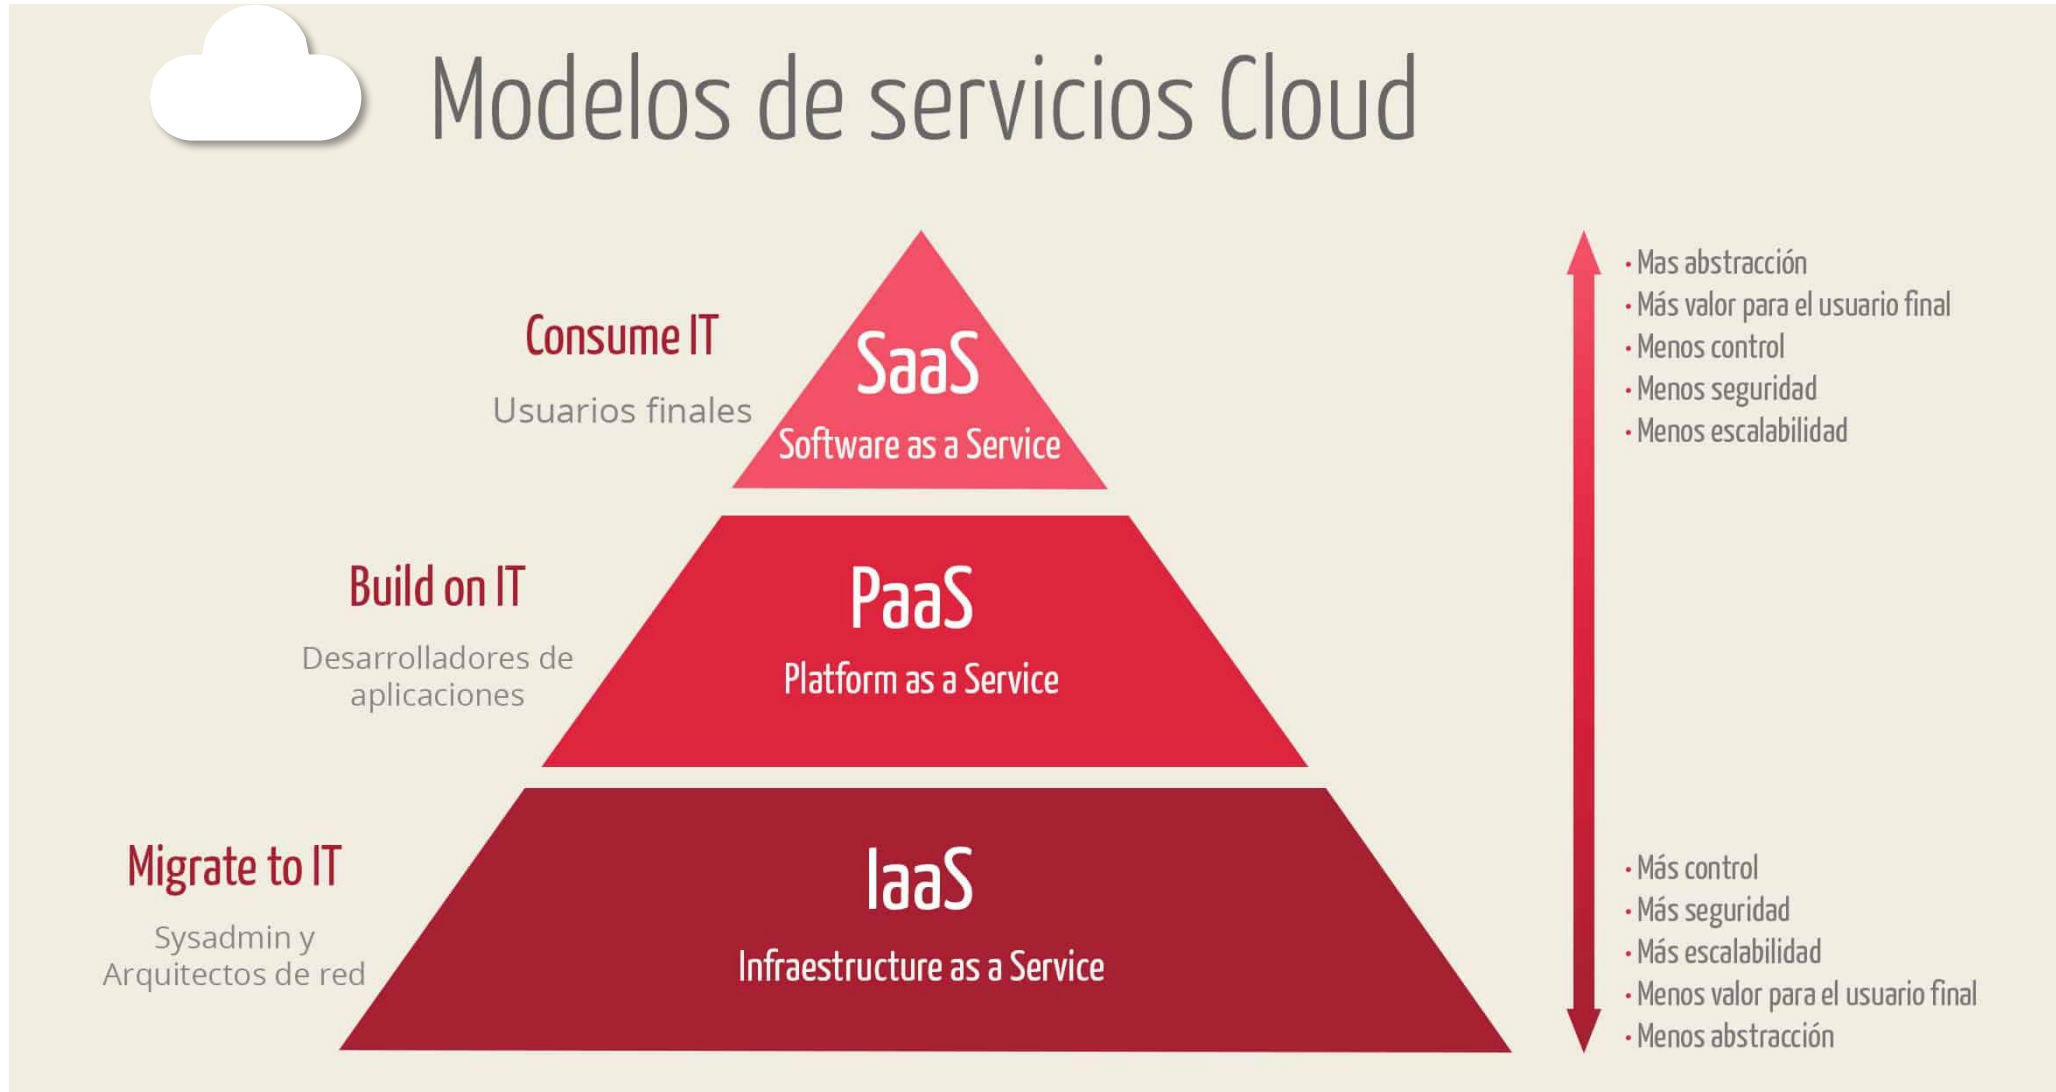 Modelos de servicios Cloud
Consume IT
Usuarios finales
SaaS
Software as a Service
Build on IT
Desarrolladores de
aplicaciones
PaaS
Platform as a Service
Migrate to IT
Sysadmin y
Arquitectos de red
IaaS
Infraestructure as a Service
• Mas abstracción
• Más valor para el usuario final
• Menos control
• Menos seguridad
• Menos escalabilidad
• Más control
• Más seguridad
• Más escalabilidad
• Menos valor para el usuario final
• Menos abstracción